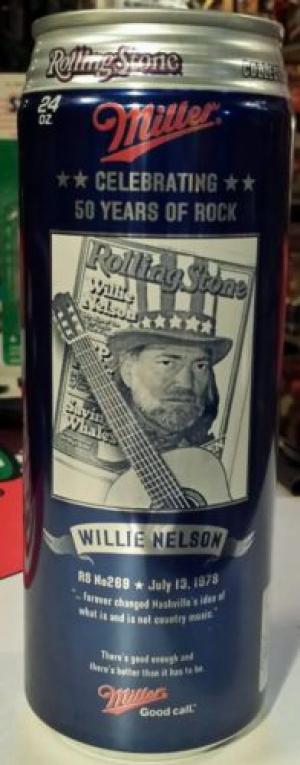 Rolling Stone
24
OZ
Miller
★★ CELEBRATING ★★
50 YEARS OF ROCK
Rolling Stone
Willie
Nelson
WILLIE NELSON
RS No269 ★ July 13, 1978
"... forever changed Nashville's idea of
what is and is not country music."
There's good enough and
there's better than it has to be.
Miller
Good call.